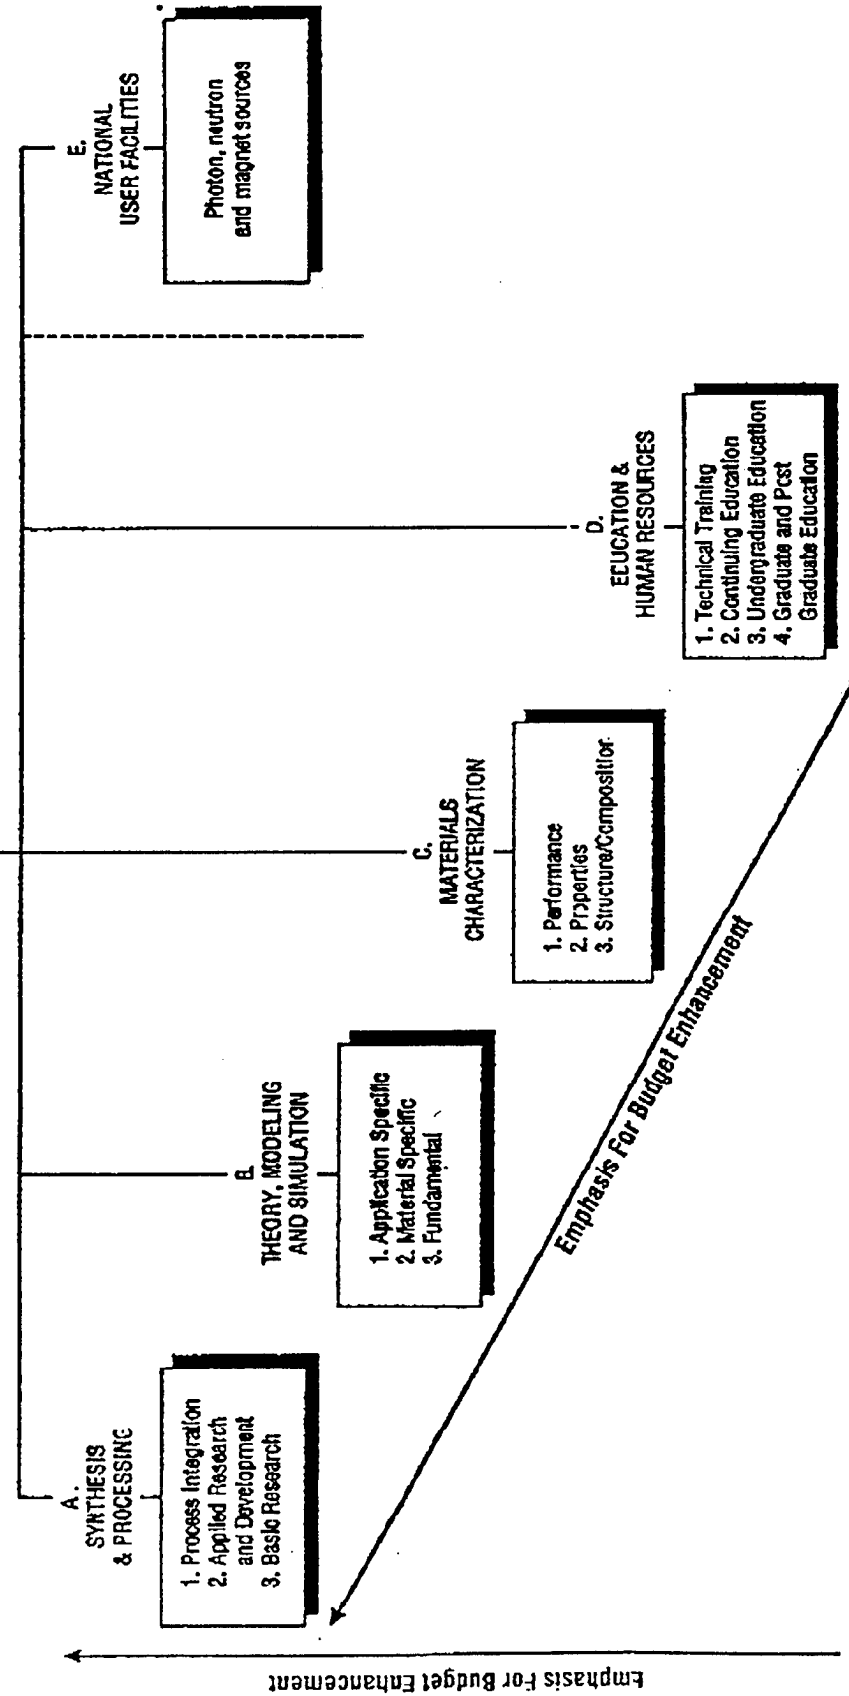 A.
SYNTHESIS
& PROCESSING
1. Process Integration
2. Applied Research
and Development
3. Basic Research
B.
THEORY, MODELING
AND SIMULATION
1. Application Specific
2. Material Specific
3. Fundamental
C.
MATERIALS
CHARACTERIZATION
1. Performance
2. Properties
3. Structure/Composition
D.
EDUCATION &
HUMAN RESOURCES
1. Technical Training
2. Continuing Education
3. Undergraduate Education
4. Graduate and Post
Graduate Education
E.
NATIONAL
USER FACILITIES
Photon, neutron
and magnet sources
Emphasis For Budget Enhancement
Emphasis For Budget Enhancement